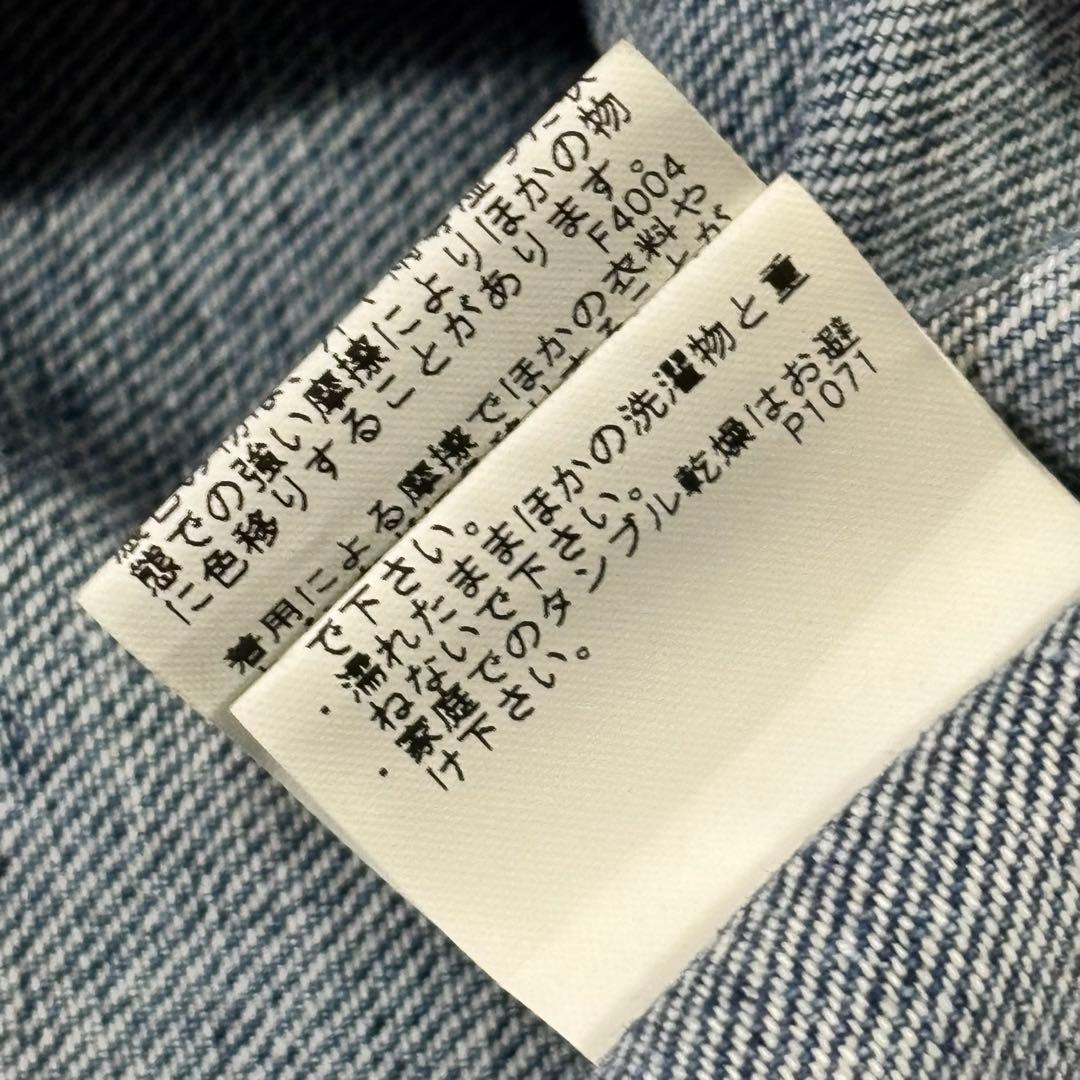 態での強い摩擦によりほかの物
に色移りすることがあります。
F4004
着用による摩擦でほかの衣料や
で下さい。
・濡れたままほかの洗濯物と重
ねないで下さい。
・家庭でのタンブル乾燥はお避
け下さい。
P1071